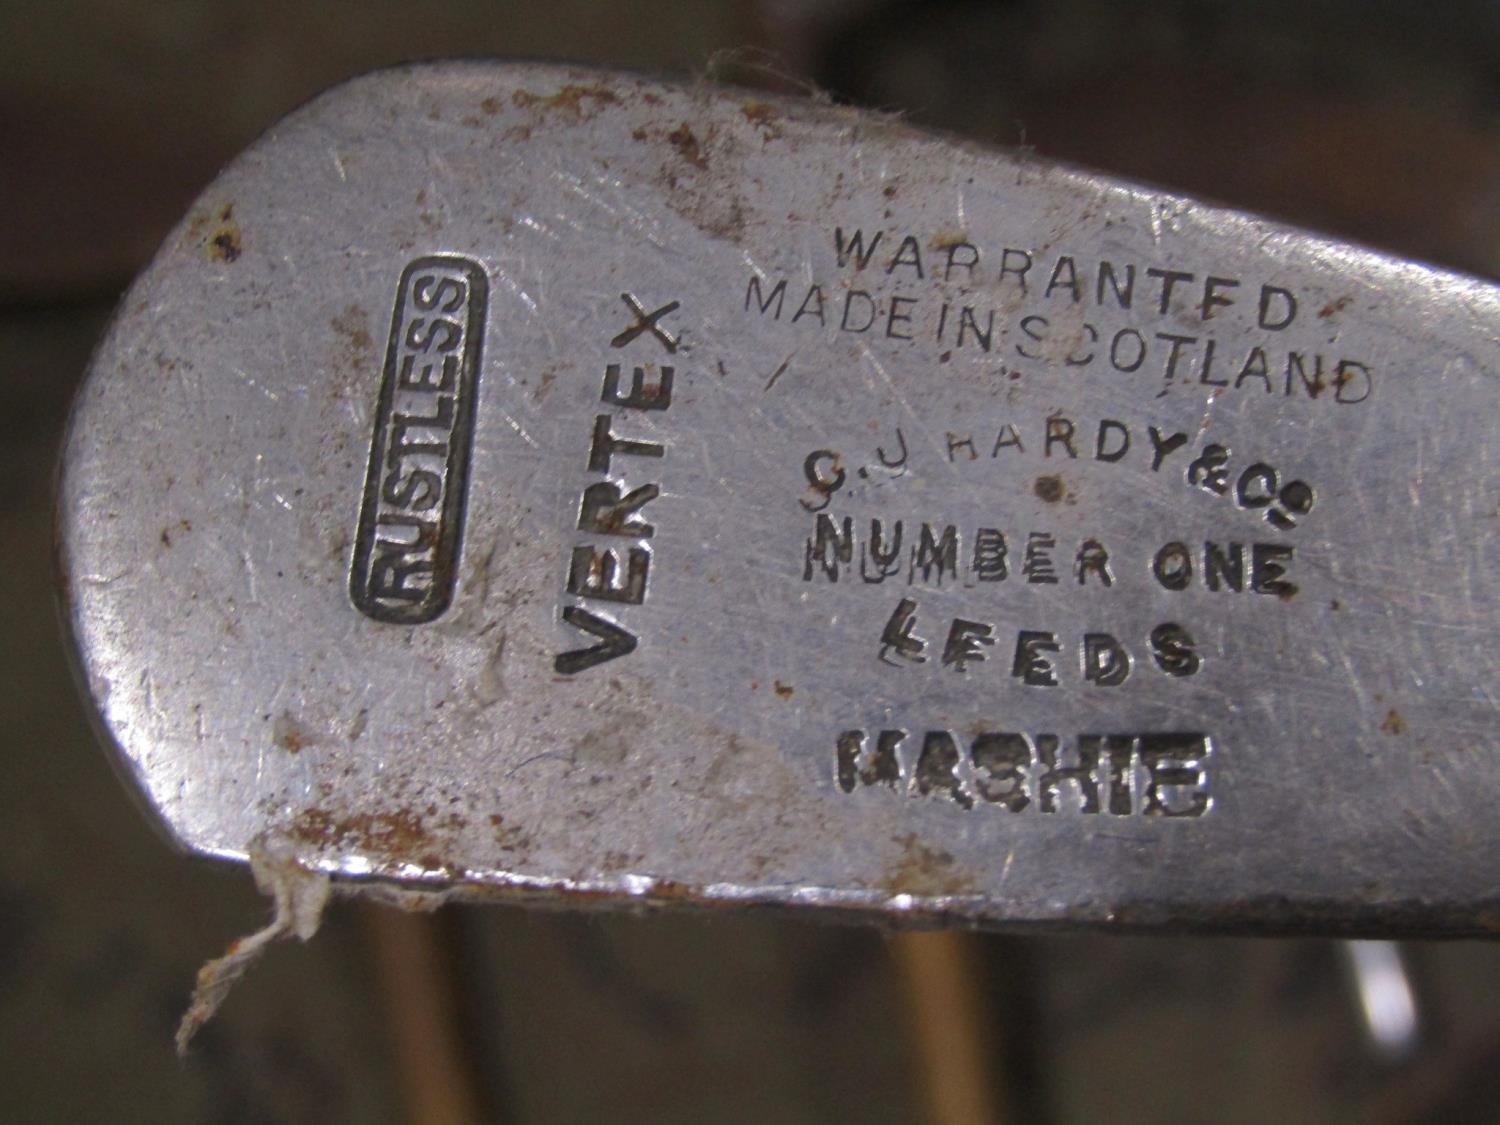 RUSTLESS
VERTEX
WARRANTED
MADE IN SCOTLAND
C.J HARDY & Co
NUMBER ONE
LEEDS
MASHIE